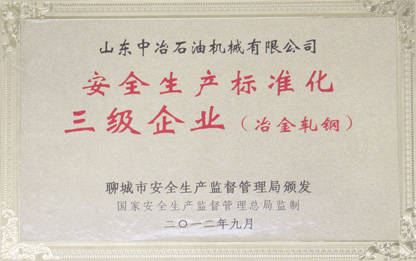 山东中冶石油机械有限公司
安全生产标准化
三级企业（冶金轧钢）
聊城市安全生产监督管理局颁发
国家安全生产监督管理总局监制
二〇一二年九月